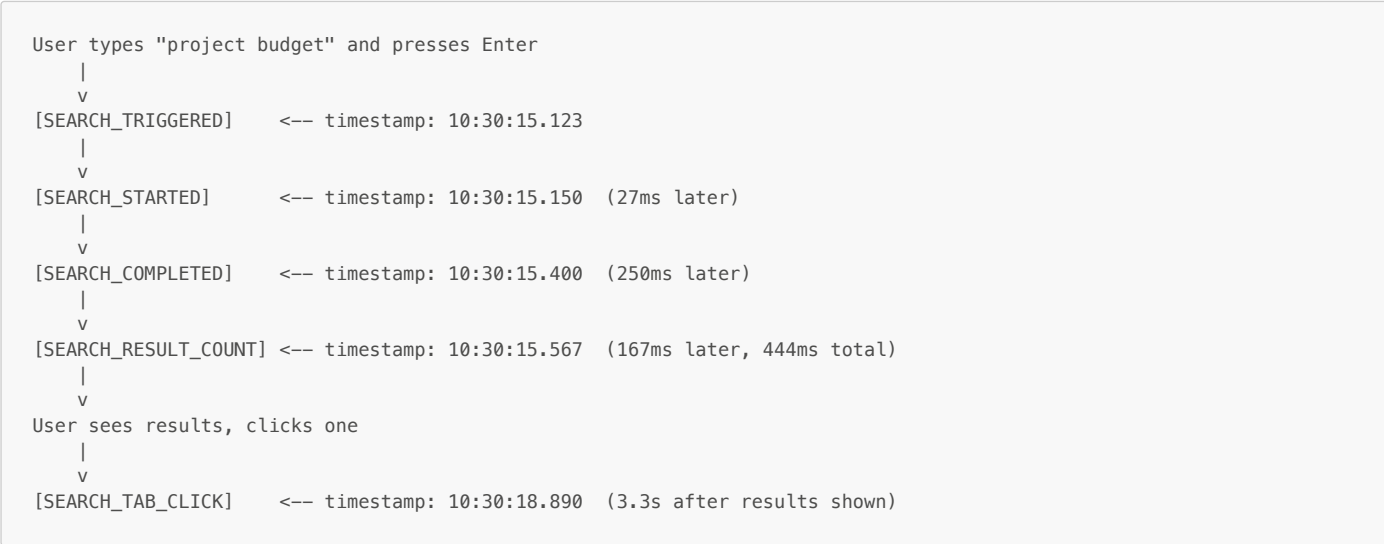 User types "project budget" and presses Enter
|
v
[SEARCH_TRIGGERED]    <-- timestamp: 10:30:15.123
|
v
[SEARCH_STARTED]      <-- timestamp: 10:30:15.150  (27ms later)
|
v
[SEARCH_COMPLETED]    <-- timestamp: 10:30:15.400  (250ms later)
|
v
[SEARCH_RESULT_COUNT] <-- timestamp: 10:30:15.567  (167ms later, 444ms total)
|
v
User sees results, clicks one
|
v
[SEARCH_TAB_CLICK]    <-- timestamp: 10:30:18.890  (3.3s after results shown)